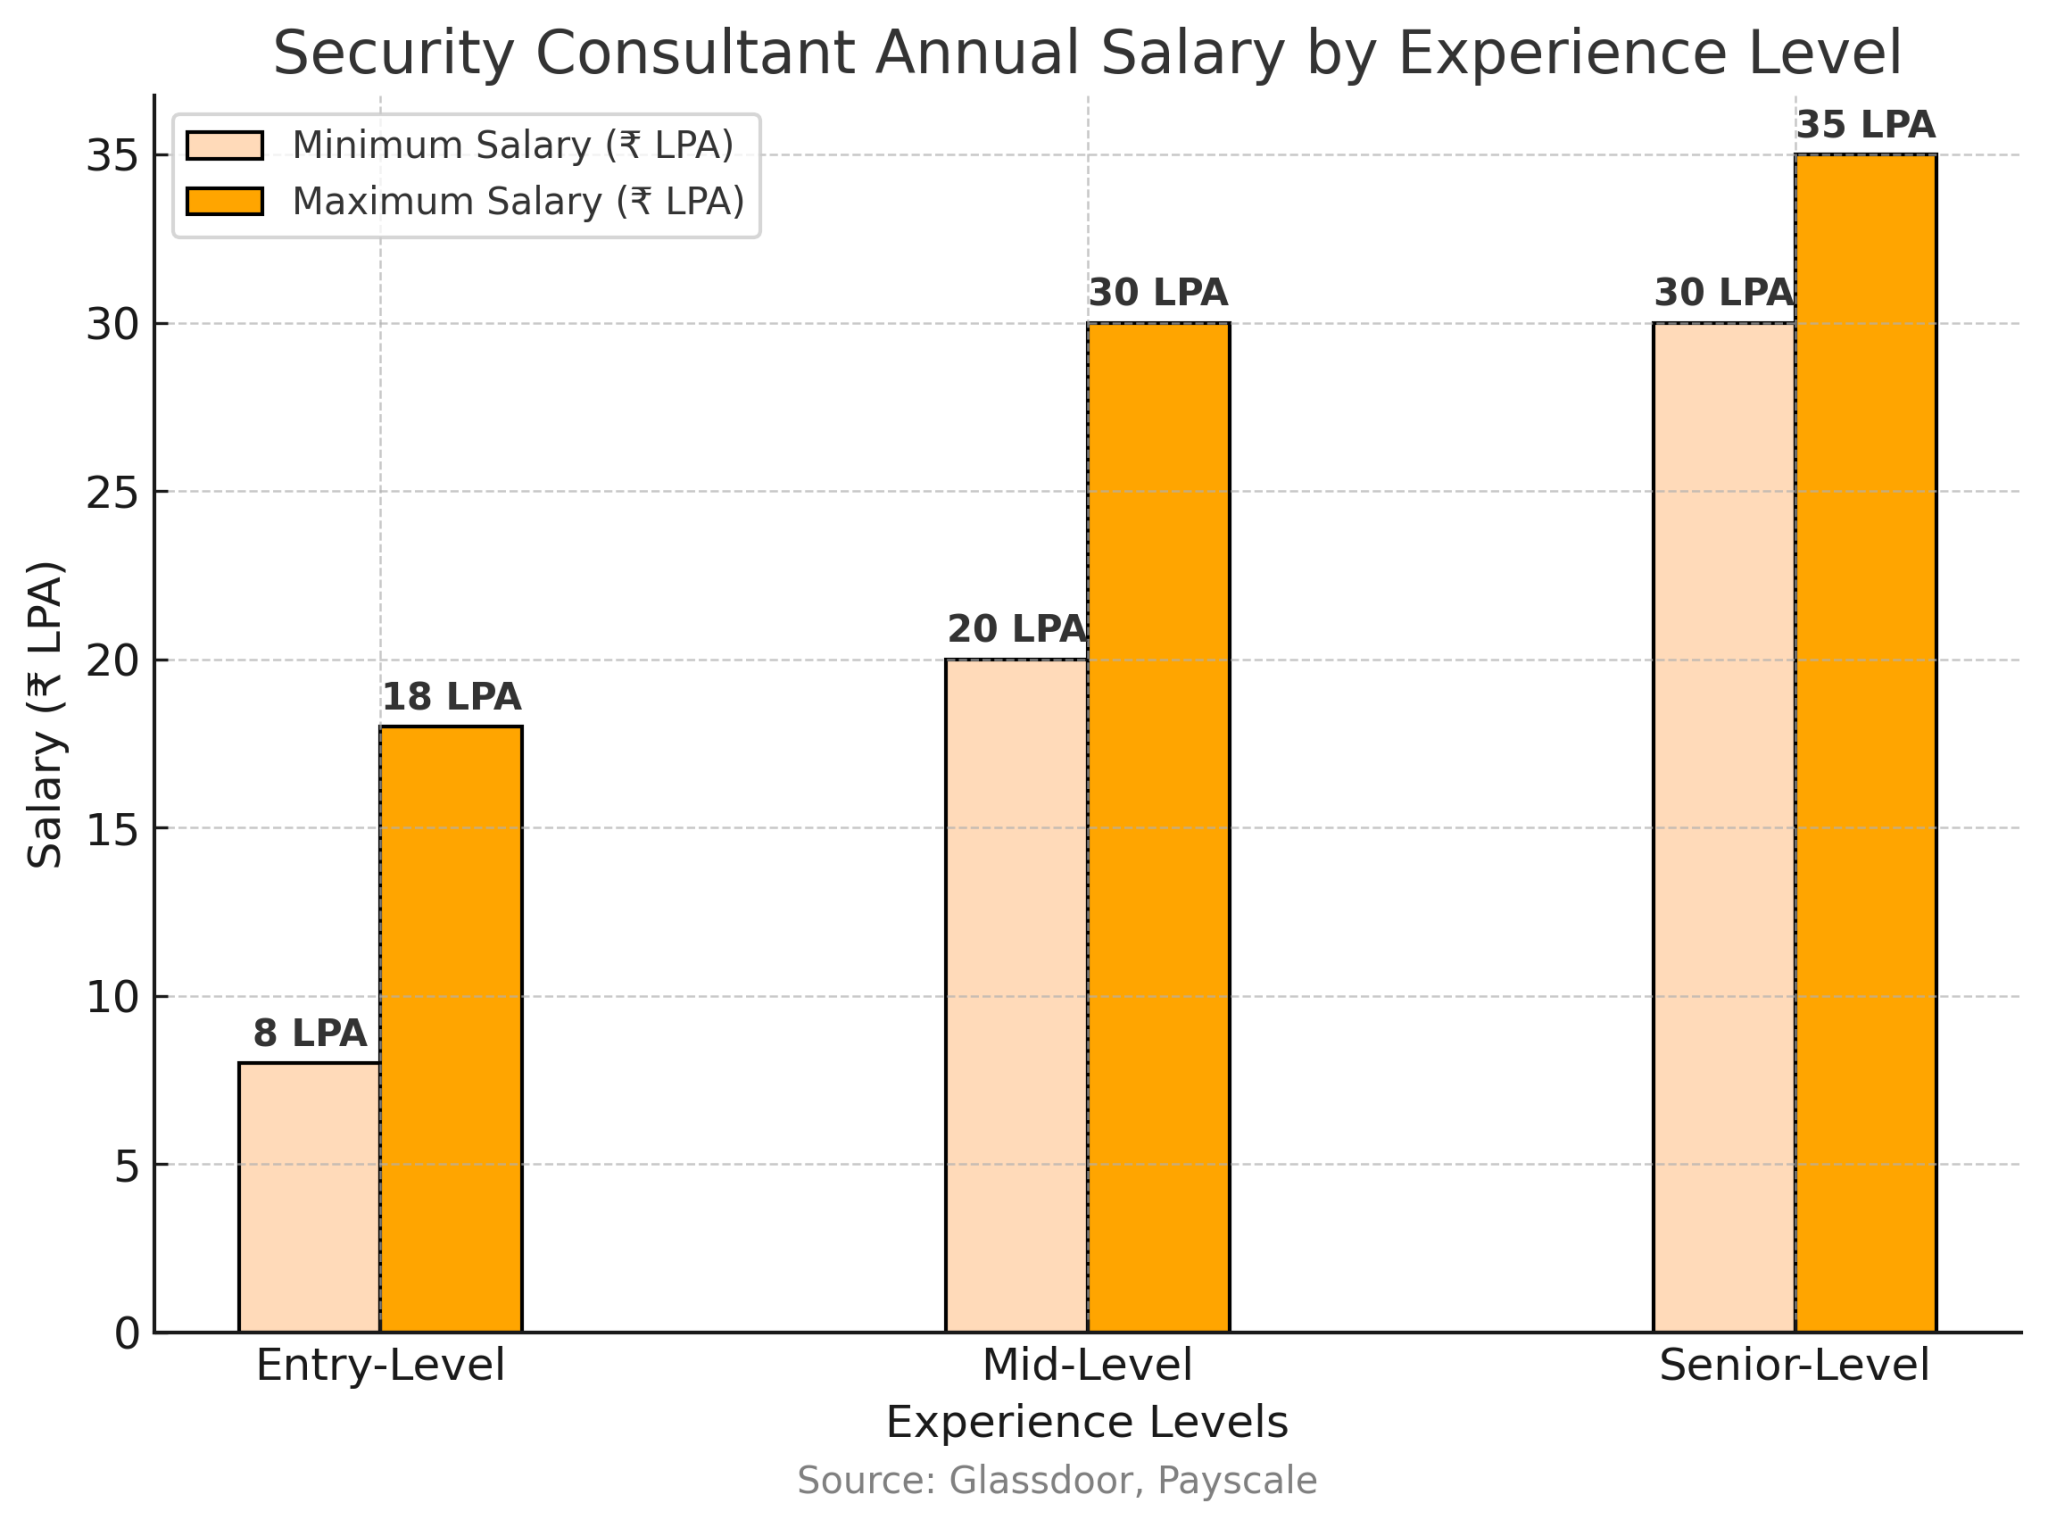 Security Consultant Annual Salary by Experience Level
Minimum Salary (₹ LPA)
Maximum Salary (₹ LPA)
Salary (₹ LPA)
35
30
25
20
15
10
5
0
8 LPA
18 LPA
20 LPA
30 LPA
30 LPA
35 LPA
Entry-Level
Mid-Level
Senior-Level
Experience Levels
Source: Glassdoor, Payscale